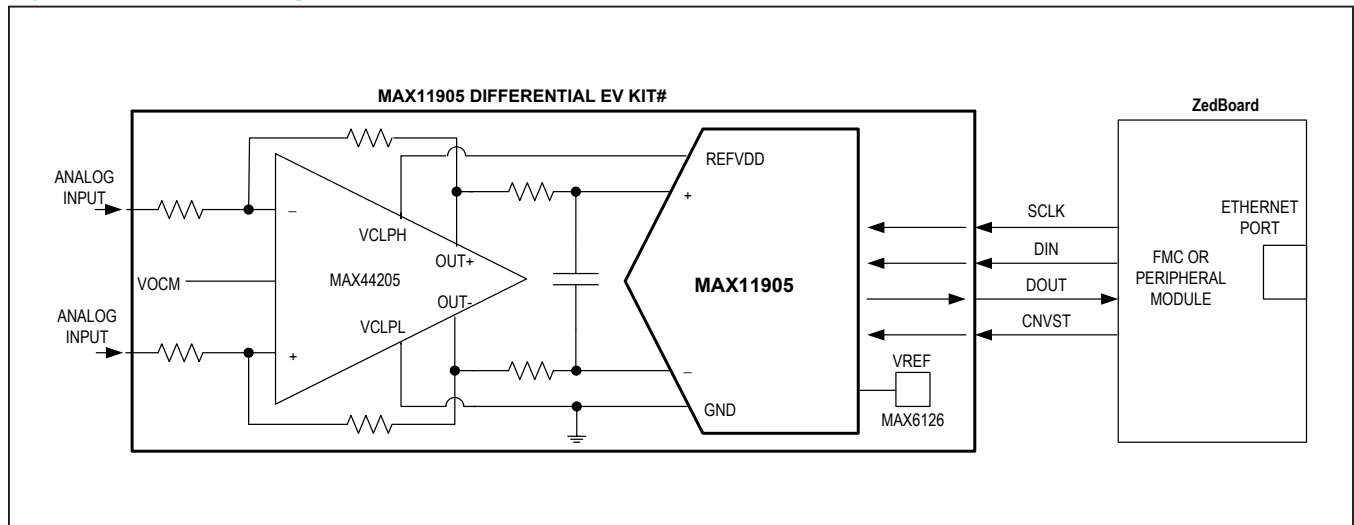 MAX11905 DIFFERENTIAL EV KIT#
ZedBoard
ANALOG
INPUT
−
VCLPH
OUT+
MAX44205
VOCM
OUT-
VCLPL
ANALOG
INPUT
+
REFVDD
+
MAX11905
−
GND
VREF
MAX6126
SCLK
DIN
DOUT
CNVST
FMC OR
PERIPHERAL
MODULE
ETHERNET
PORT